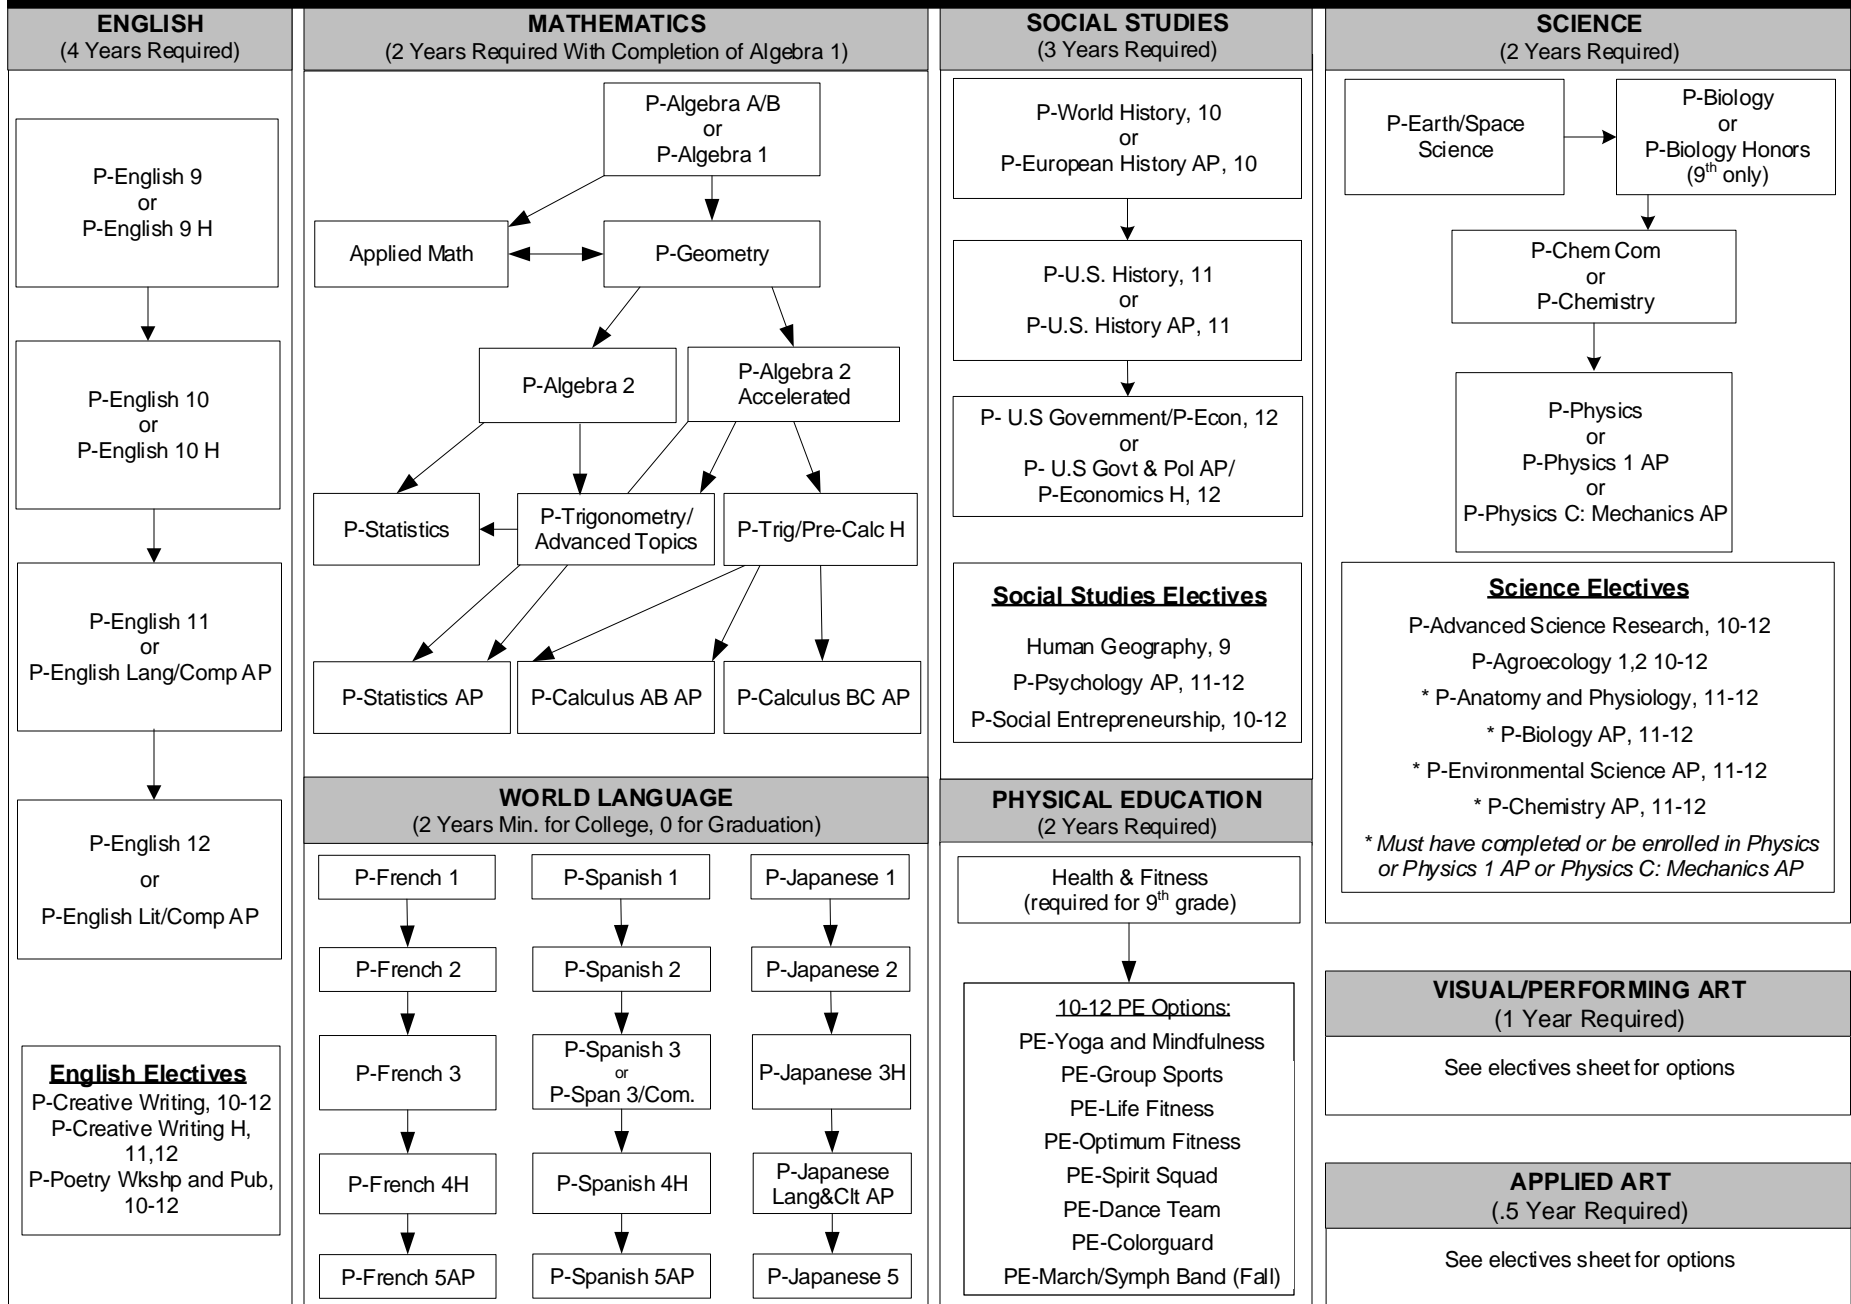 ENGLISH
(4 Years Required)
P-English 9
or
P-English 9 H
P-English 10
or
P-English 10 H
P-English 11
or
P-English Lang/Comp AP
P-English 12
or
P-English Lit/Comp AP
English Electives
P-Creative Writing, 10-12
P-Creative Writing H,
11,12
P-Poetry Wkshp and Pub,
10-12
MATHEMATICS
(2 Years Required With Completion of Algebra 1)
P-Algebra A/B
or
P-Algebra 1
Applied Math
P-Geometry
P-Algebra 2
P-Algebra 2
Accelerated
P-Statistics
P-Trigonometry/
Advanced Topics
P-Trig/Pre-Calc H
P-Statistics AP
P-Calculus AB AP
P-Calculus BC AP
WORLD LANGUAGE
(2 Years Min. for College, 0 for Graduation)
P-French 1
P-French 2
P-French 3
P-French 4H
P-French 5AP
P-Spanish 1
P-Spanish 2
P-Spanish 3
or
P-Span 3/Com.
P-Spanish 4H
P-Spanish 5AP
P-Japanese 1
P-Japanese 2
P-Japanese 3H
P-Japanese
Lang&Clt AP
P-Japanese 5
SOCIAL STUDIES
(3 Years Required)
P-World History, 10
or
P-European History AP, 10
P-U.S. History, 11
or
P-U.S. History AP, 11
P- U.S Government/P-Econ, 12
or
P- U.S Govt & Pol AP/
P-Economics H, 12
Social Studies Electives
Human Geography, 9
P-Psychology AP, 11-12
P-Social Entrepreneurship, 10-12
PHYSICAL EDUCATION
(2 Years Required)
Health & Fitness
(required for 9th grade)
10-12 PE Options:
PE-Yoga and Mindfulness
PE-Group Sports
PE-Life Fitness
PE-Optimum Fitness
PE-Spirit Squad
PE-Dance Team
PE-Colorguard
PE-March/Symph Band (Fall)
SCIENCE
(2 Years Required)
P-Earth/Space
Science
P-Biology
or
P-Biology Honors
(9th only)
P-Chem Com
or
P-Chemistry
P-Physics
or
P-Physics 1 AP
or
P-Physics C: Mechanics AP
Science Electives
P-Advanced Science Research, 10-12
P-Agroecology 1,2 10-12
* P-Anatomy and Physiology, 11-12
* P-Biology AP, 11-12
* P-Environmental Science AP, 11-12
* P-Chemistry AP, 11-12
* Must have completed or be enrolled in Physics
or Physics 1 AP or Physics C: Mechanics AP
VISUAL/PERFORMING ART
(1 Year Required)
See electives sheet for options
APPLIED ART
(.5 Year Required)
See electives sheet for options